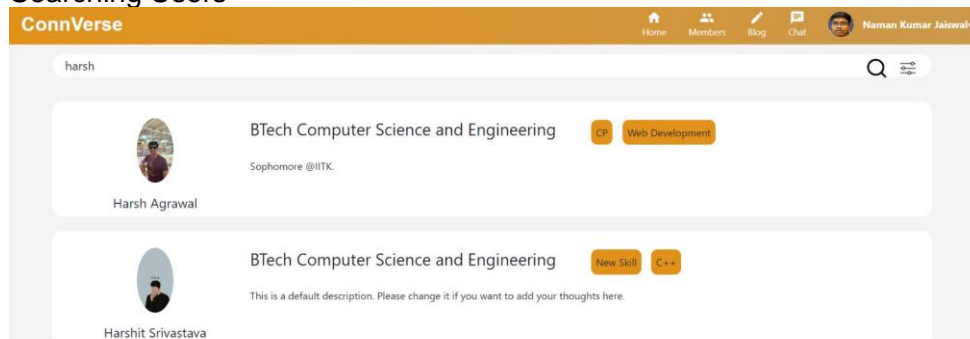 Searching Users
ConnVerse
Home Members Blog Chat Naman Kumar Jaiswal
harsh
BTech Computer Science and Engineering CP Web Development
Sophomore @IITK.
Harsh Agrawal
BTech Computer Science and Engineering New Skill C++
This is a default description. Please change it if you want to add your thoughts here.
Harshit Srivastava